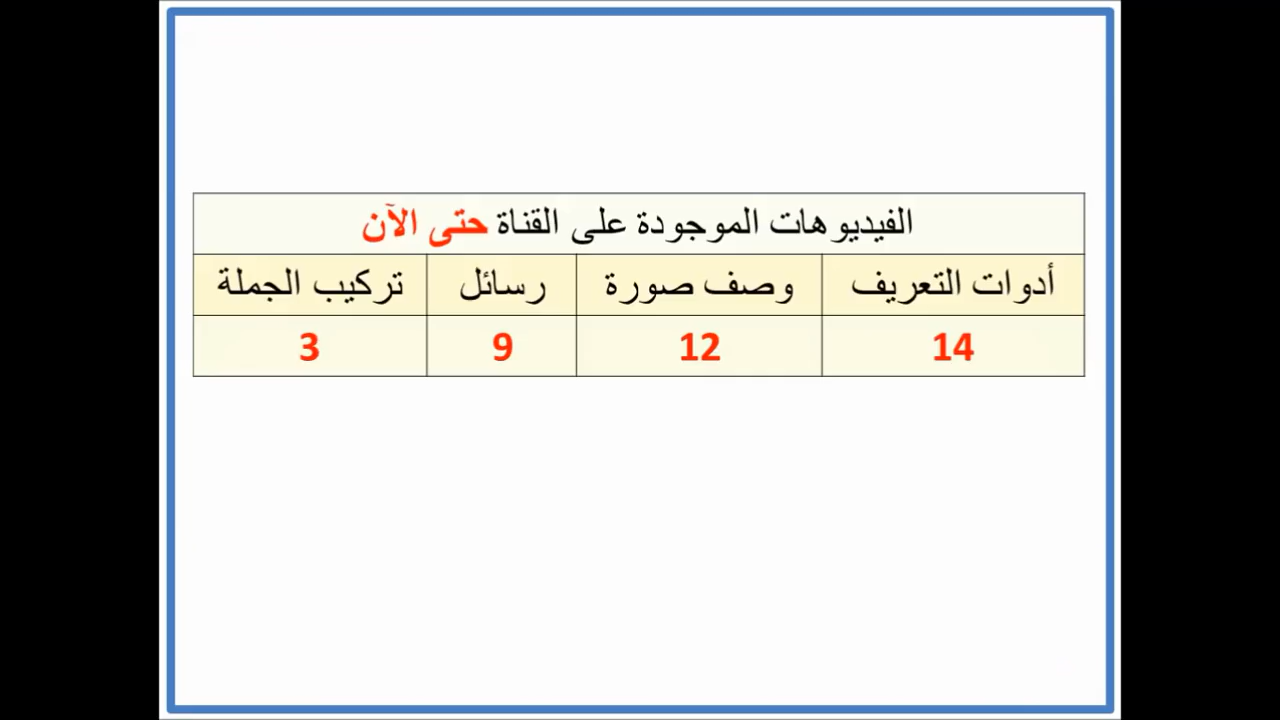 الفيديوهات الموجودة على القناة حتى الآن
أدوات التعريف وصف صورة رسائل تركيب الجملة
14 12 9 3